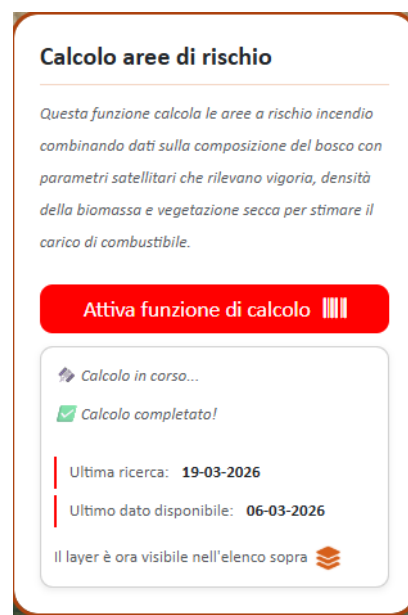 Calcolo aree di rischio
Questa funzione calcola le aree a rischio incendio
combinando dati sulla composizione del bosco con
parametri satellitari che rilevano vigoria, densità
della biomassa e vegetazione secca per stimare il
carico di combustibile.
Attiva funzione di calcolo
Calcolo in corso...
Calcolo completato!
Ultima ricerca: 19-03-2026
Ultimo dato disponibile: 06-03-2026
Il layer è ora visibile nell'elenco sopra